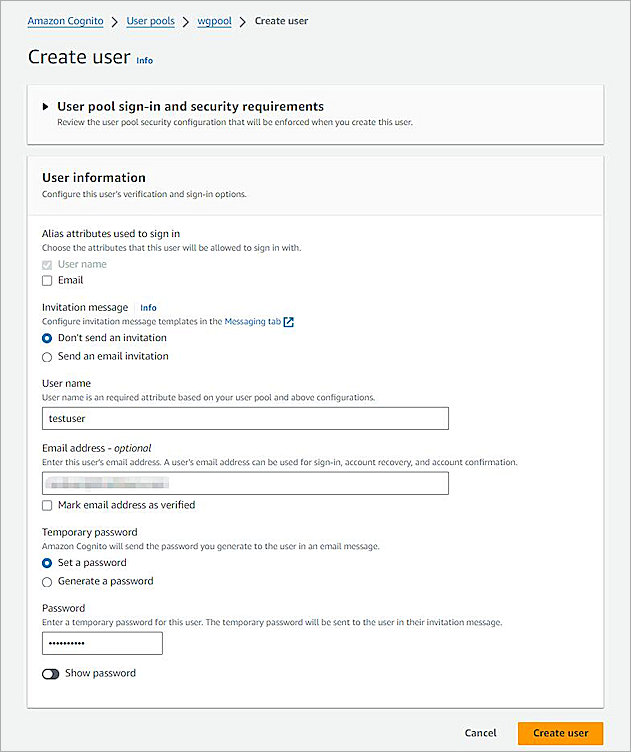 Amazon Cognito > User pools > wgpool > Create user
Create user Info
User pool sign-in and security requirements
Review the user pool security configuration that will be enforced when you create this user.
User information
Configure this user's verification and sign-in options.
Alias attributes used to sign in
Choose the attributes that this user will be allowed to sign in with.
User name
Email
Invitation message Info
Configure invitation message templates in the Messaging tab
Don't send an invitation
Send an email invitation
User name
User name is an required attribute based on your user pool and above configurations.
testuser
Email address - optional
Enter this user's email address. A user's email address can be used for sign-in, account recovery, and account confirmation.
Mark email address as verified
Temporary password
Amazon Cognito will send the password you generate to the user in an email message.
Set a password
Generate a password
Password
Enter a temporary password for this user. The temporary password will be sent to the user in their invitation message.
••••••••••
Show password
Cancel Create user